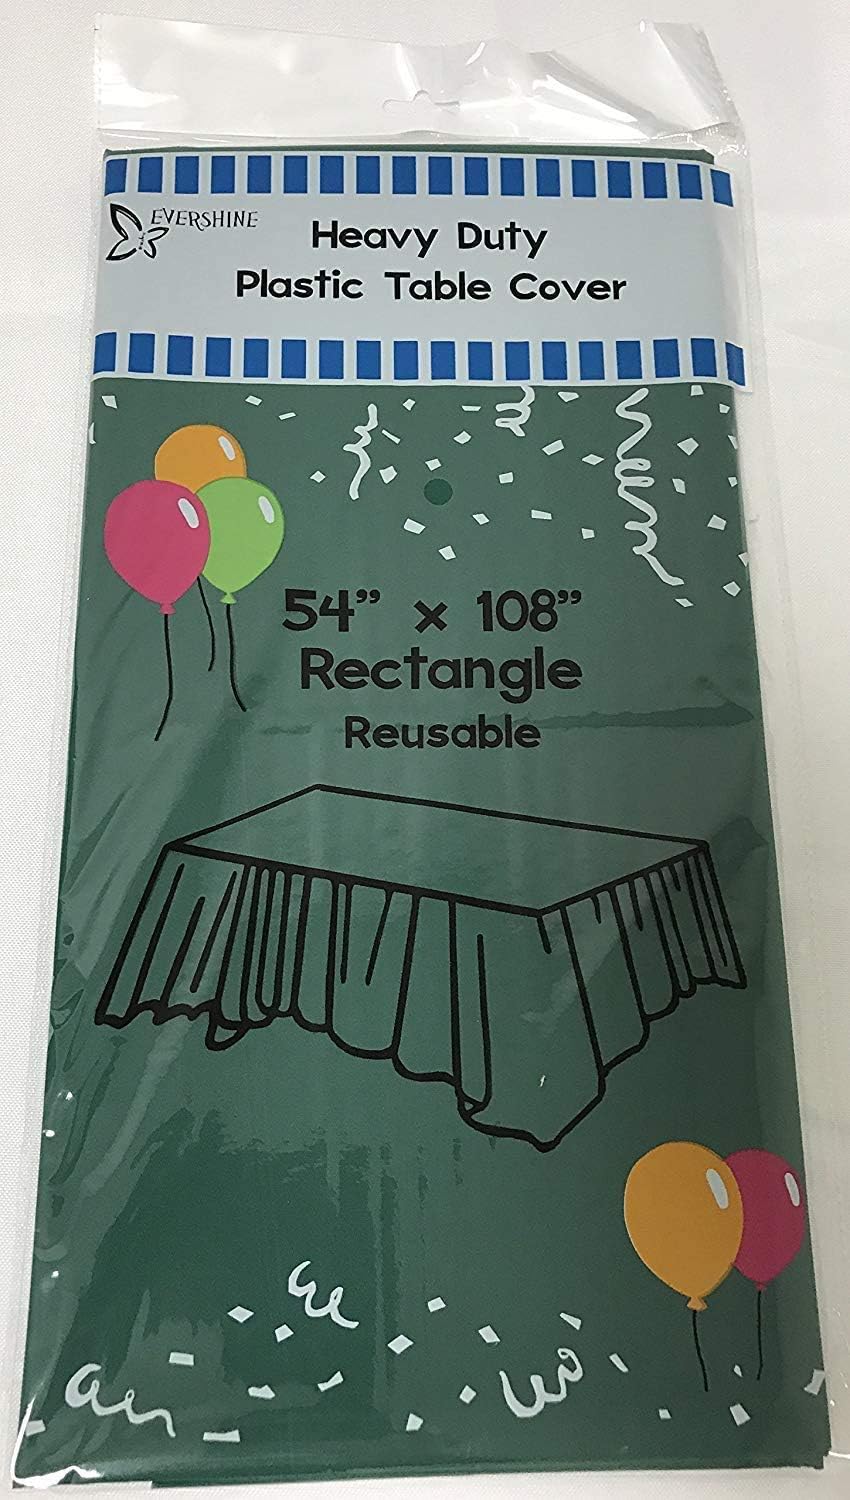 EVERSHINE
Heavy Duty
Plastic Table Cover
54” × 108”
Rectangle
Reusable